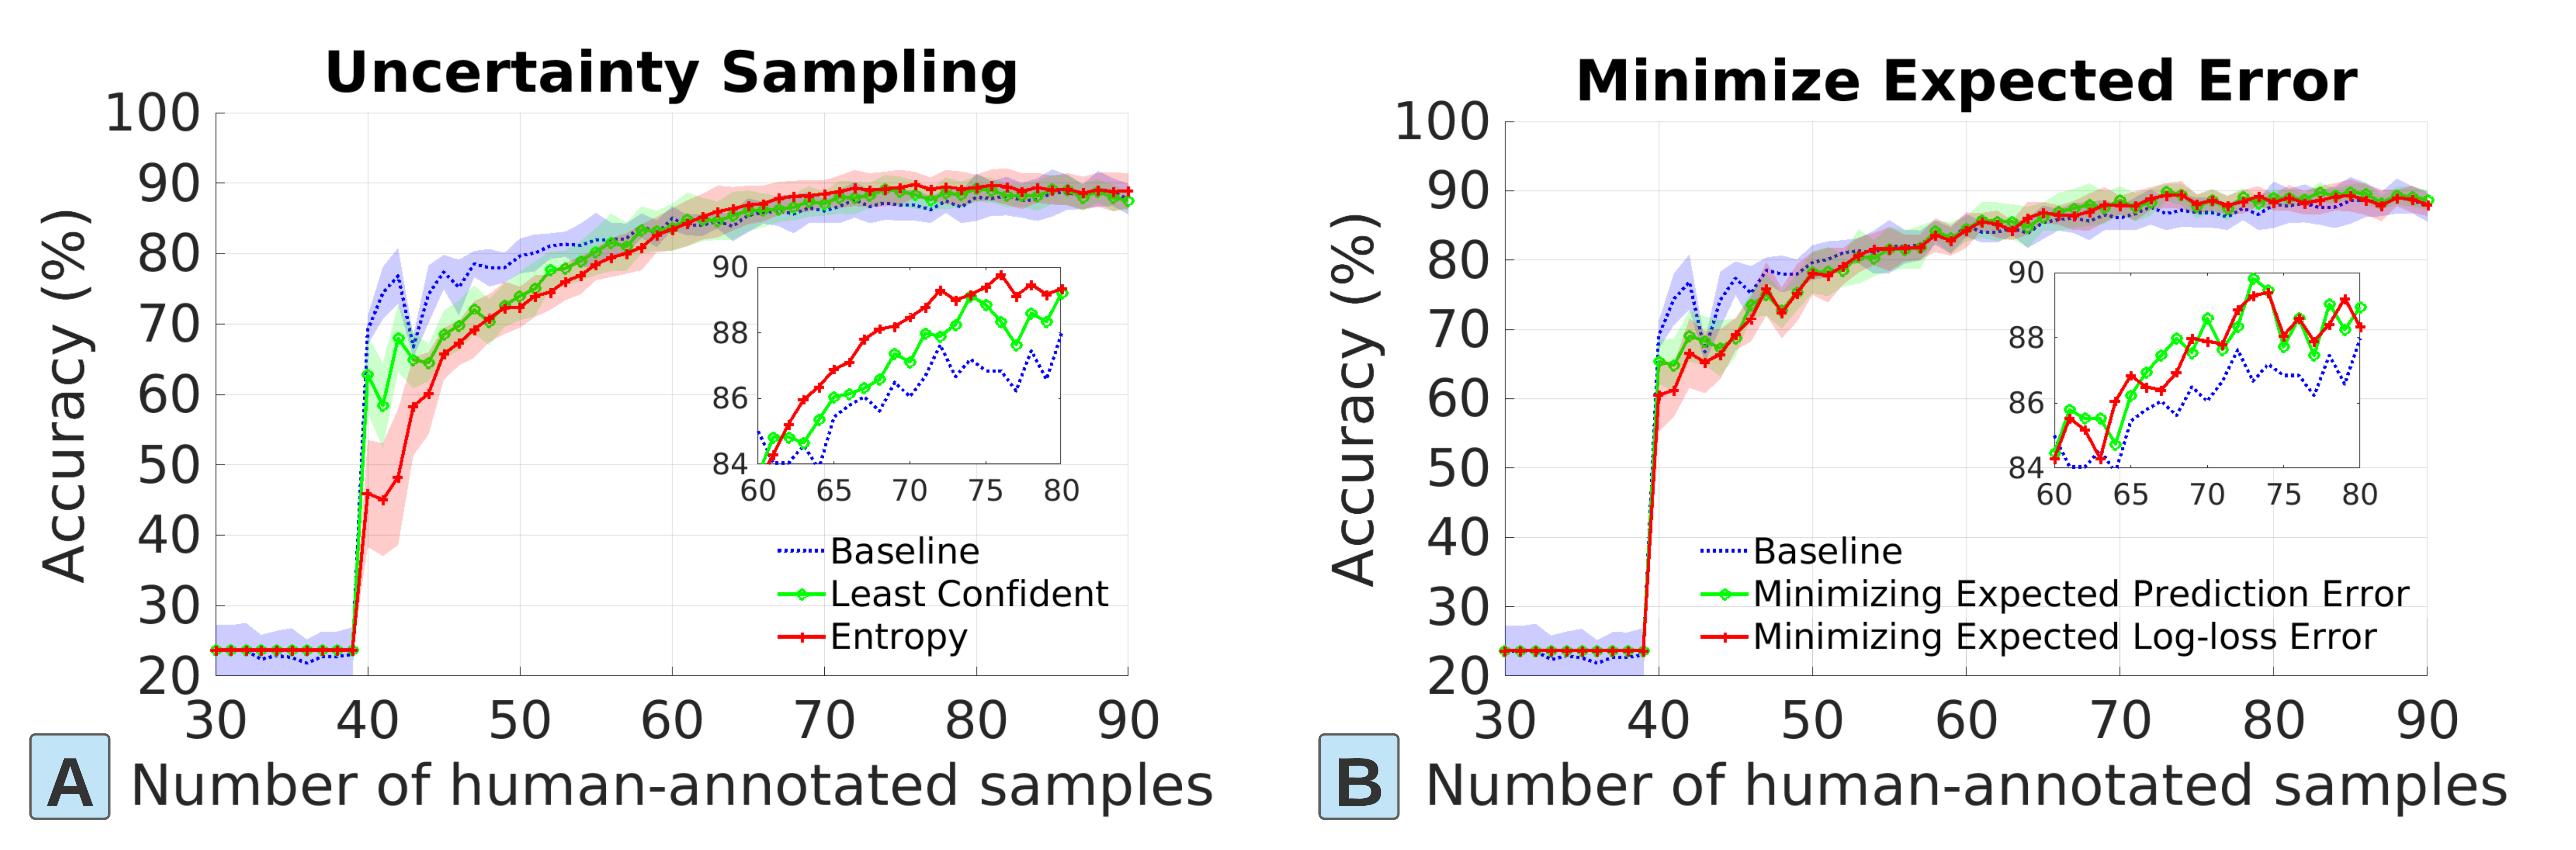 Uncertainty Sampling
100
90
80
70
60
50
40
30
20
Accuracy (%)
90
88
86
84
60 65 70 75 80
Baseline
Least Confident
Entropy
30 40 50 60 70 80 90
A Number of human-annotated samples
Minimize Expected Error
100
90
80
70
60
50
40
30
20
Accuracy (%)
90
88
86
84
60 65 70 75 80
Baseline
Minimizing Expected Prediction Error
Minimizing Expected Log-loss Error
30 40 50 60 70 80 90
B Number of human-annotated samples